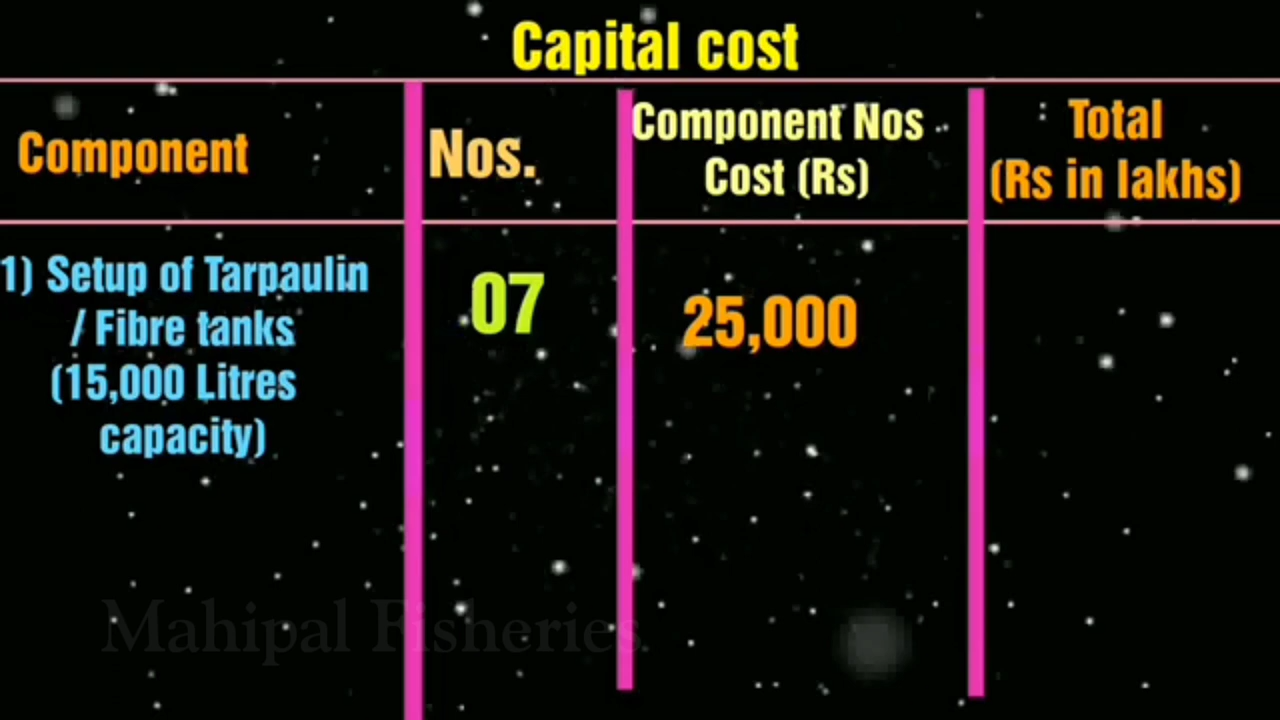 Capital cost
Component
Nos.
Component Nos
Cost (Rs)
Total
(Rs in lakhs)
1) Setup of Tarpaulin
/ Fibre tanks
(15,000 Litres
capacity)
07
25,000
Mahipal Fisheries.